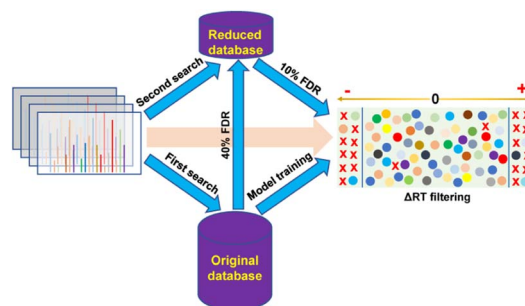 Reduced
database
Second search
10% FDR
-
0
+
40% FDR
First search
Model training
ΔRT filtering
Original
database